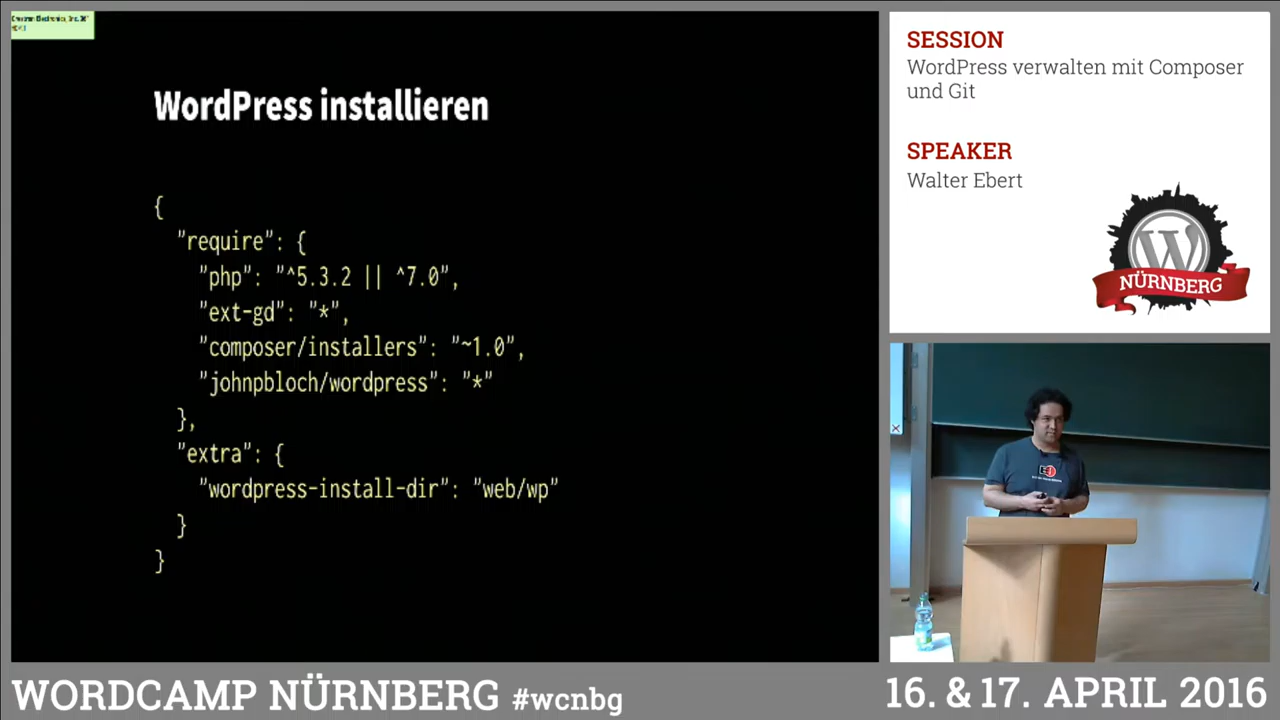 WordPress installieren
{
"require": {
"php": "^5.3.2 || ^7.0",
"ext-gd": "*",
"composer/installers": "~1.0",
"johnpbloch/wordpress": "*"
},
"extra": {
"wordpress-install-dir": "web/wp"
}
}
SESSION
WordPress verwalten mit Composer
und Git
SPEAKER
Walter Ebert
W
NÜRNBERG
WORDCAMP NÜRNBERG #wcnbg
16. & 17. APRIL 2016